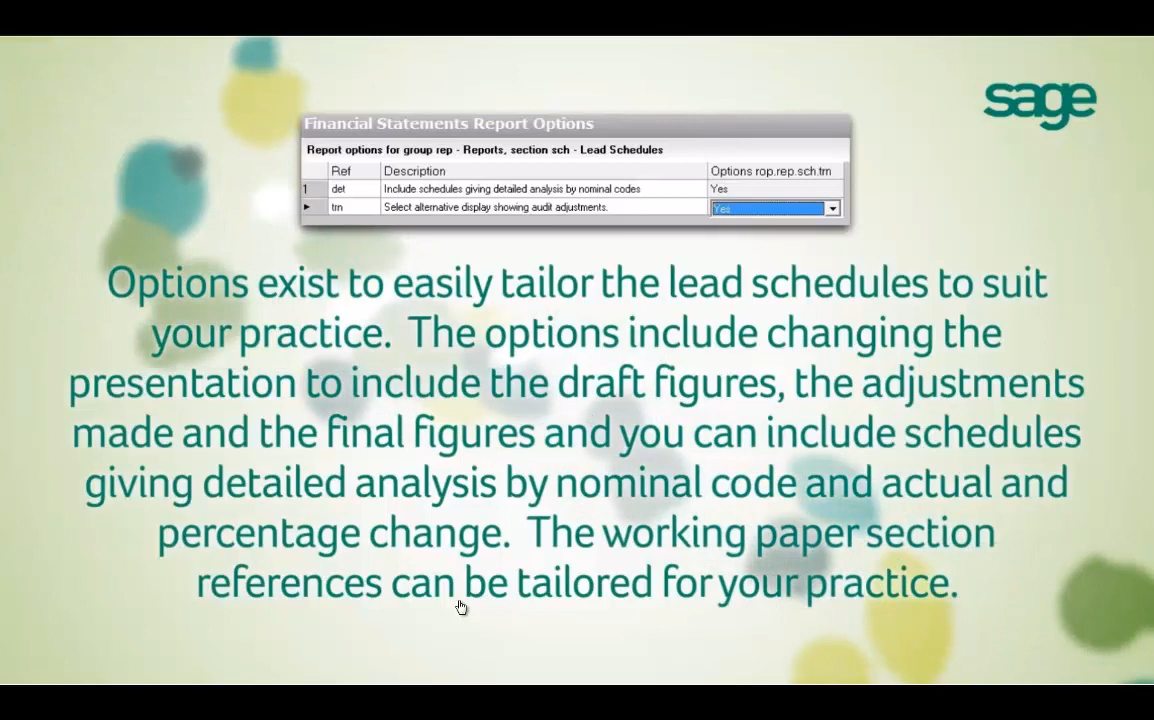 sage
Financial Statements Report Options
Report options for group rep - Reports, section sch - Lead Schedules
Ref Description Options rop.rep.sch.trn
1 det Include schedules giving detailed analysis by nominal codes Yes
trn Select alternative display showing audit adjustments. Yes
Options exist to easily tailor the lead schedules to suit
your practice. The options include changing the
presentation to include the draft figures, the adjustments
made and the final figures and you can include schedules
giving detailed analysis by nominal code and actual and
percentage change. The working paper section
references can be tailored for your practice.